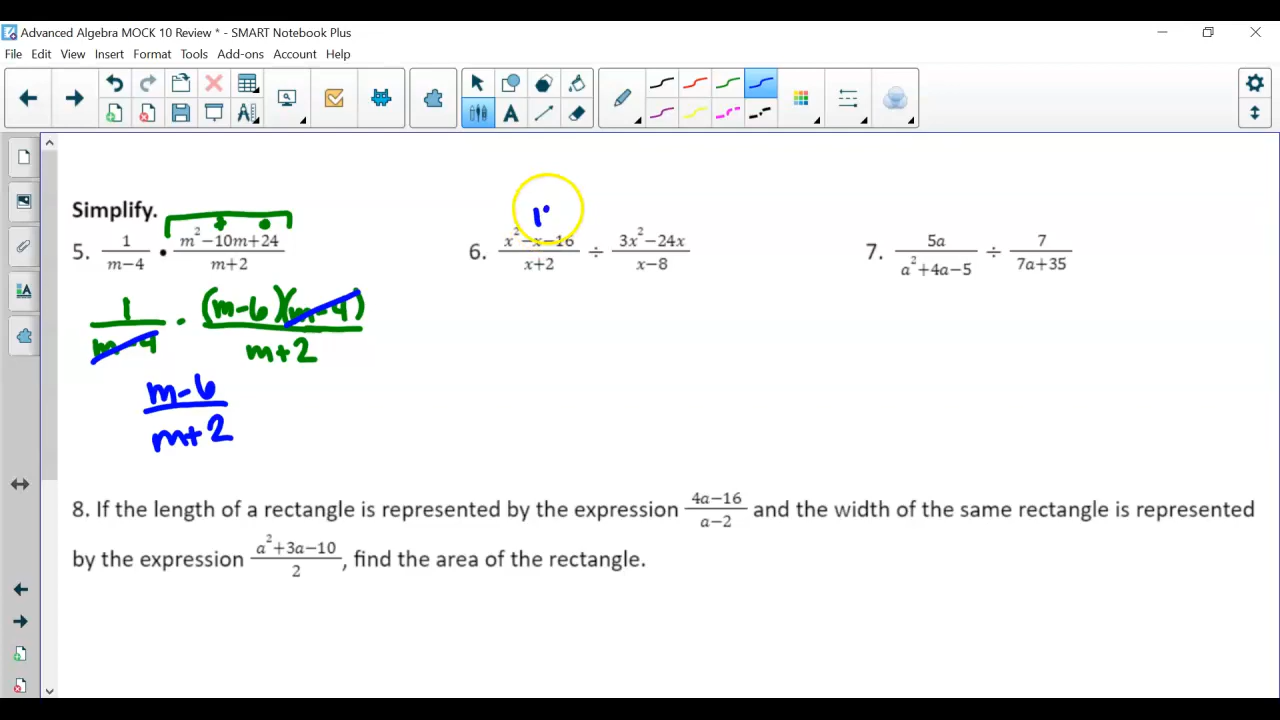 Advanced Algebra MOCK 10 Review * - SMART Notebook Plus
File Edit View Insert Format Tools Add-ons Account Help
Simplify.
5. 1/(m−4) • (m²−10m+24)/(m+2)
6. (x²−x−16)/(x+2) ÷ (3x²−24x)/(x−8)
7. 5a/(a²+4a−5) ÷ 7/(7a+35)
+ •
1/(m-4) · (m-6)(m-4)/(m+2)
(m-6)/(m+2)
8. If the length of a rectangle is represented by the expression (4a−16)/(a−2) and the width of the same rectangle is represented
by the expression (a²+3a−10)/2, find the area of the rectangle.